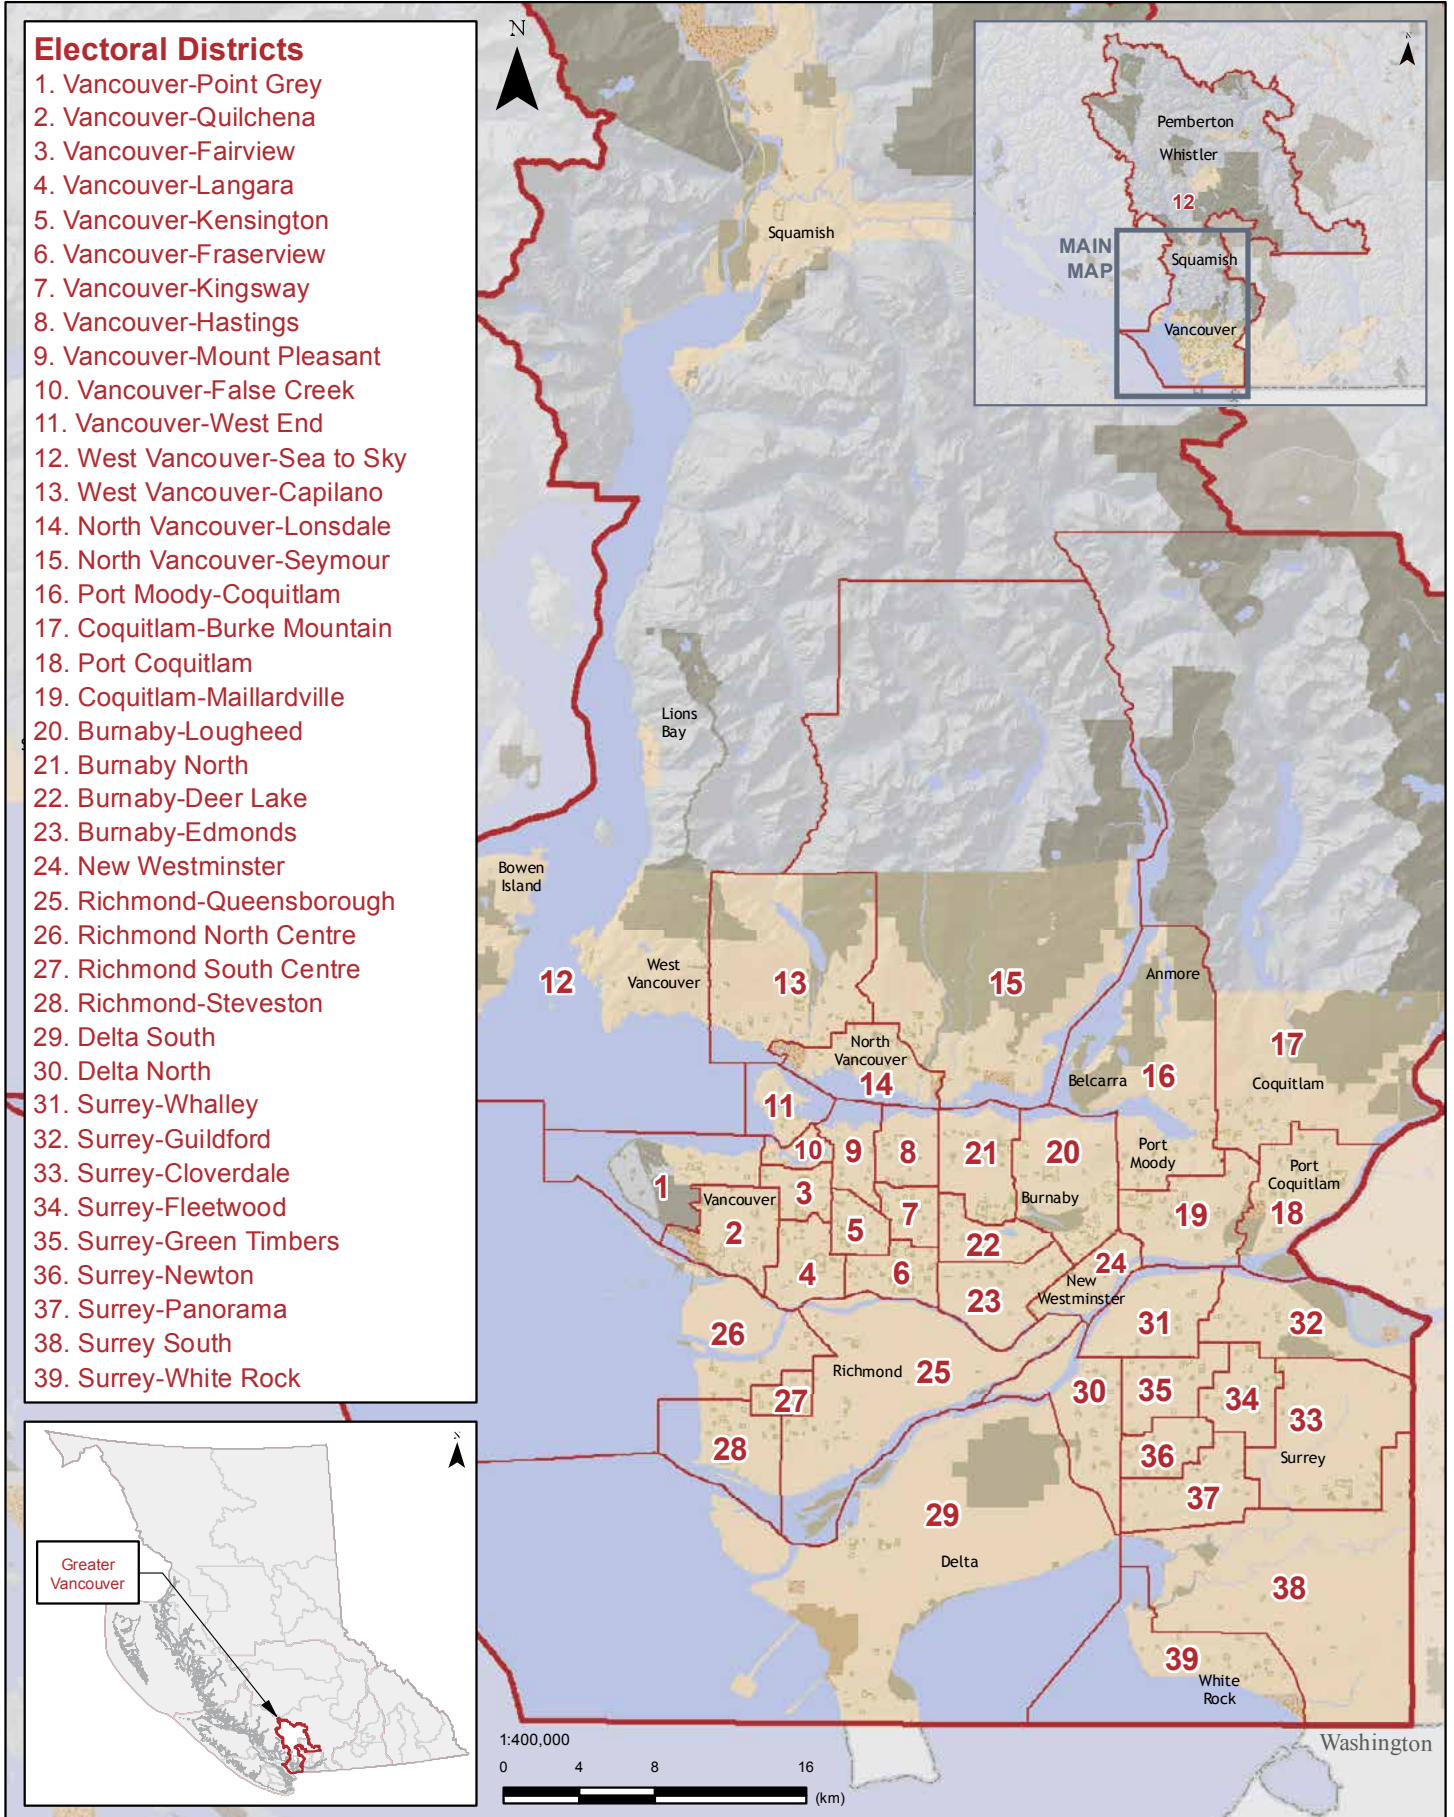 Electoral Districts
1. Vancouver-Point Grey
2. Vancouver-Quilchena
3. Vancouver-Fairview
4. Vancouver-Langara
5. Vancouver-Kensington
6. Vancouver-Fraserview
7. Vancouver-Kingsway
8. Vancouver-Hastings
9. Vancouver-Mount Pleasant
10. Vancouver-False Creek
11. Vancouver-West End
12. West Vancouver-Sea to Sky
13. West Vancouver-Capilano
14. North Vancouver-Lonsdale
15. North Vancouver-Seymour
16. Port Moody-Coquitlam
17. Coquitlam-Burke Mountain
18. Port Coquitlam
19. Coquitlam-Maillardville
20. Burnaby-Lougheed
21. Burnaby North
22. Burnaby-Deer Lake
23. Burnaby-Edmonds
24. New Westminster
25. Richmond-Queensborough
26. Richmond North Centre
27. Richmond South Centre
28. Richmond-Steveston
29. Delta South
30. Delta North
31. Surrey-Whalley
32. Surrey-Guildford
33. Surrey-Cloverdale
34. Surrey-Fleetwood
35. Surrey-Green Timbers
36. Surrey-Newton
37. Surrey-Panorama
38. Surrey South
39. Surrey-White Rock
N
Greater
Vancouver
N
Squamish
N
Pemberton
Whistler
12
MAIN
MAP
Squamish
Vancouver
Lions
Bay
Bowen
Island
12
West
Vancouver
13
15
Anmore
17
North
Vancouver
14
Belcarra
16
Coquitlam
11
10
9
8
21
20
Port
Moody
Port
Coquitlam
1
Vancouver
3
Burnaby
2
5
7
19
18
4
6
22
24
23
New
Westminster
26
31
32
Richmond
25
27
30
35
34
33
28
36
Surrey
37
29
Delta
38
39
White
Rock
Washington
1:400,000
0 4 8 16
(km)